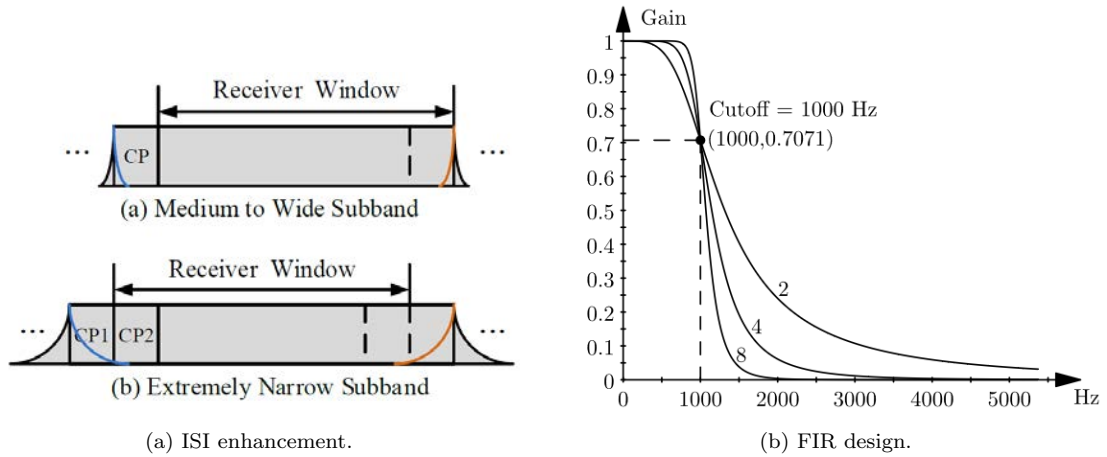 Receiver Window
... CP ...
(a) Medium to Wide Subband
Receiver Window
... CP1 CP2 ...
(b) Extremely Narrow Subband
(a) ISI enhancement.
Gain
1
0.9
0.8
0.7
0.6
0.5
0.4
0.3
0.2
0.1
0
Cutoff = 1000 Hz
(1000,0.7071)
2
4
8
0 1000 2000 3000 4000 5000 Hz
(b) FIR design.